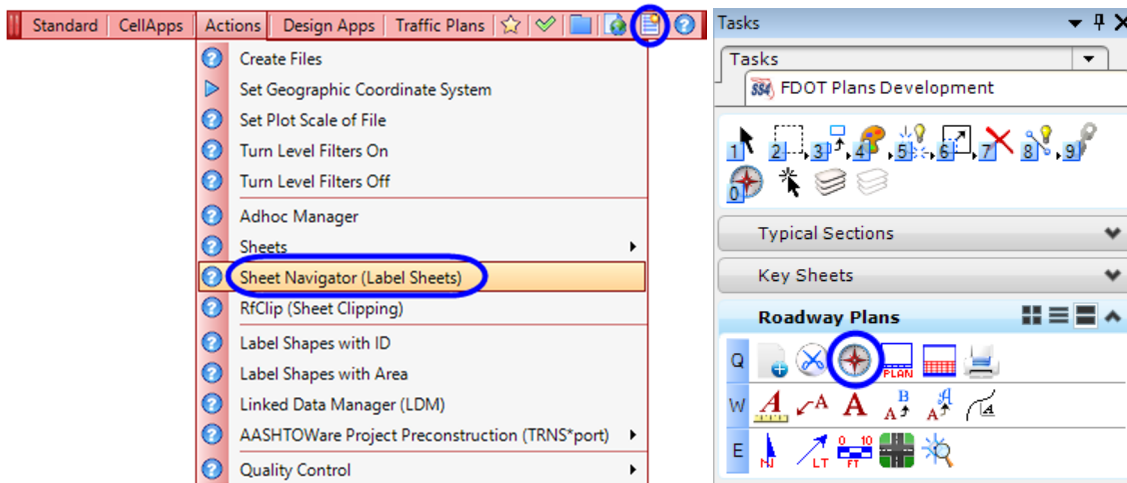 Standard CellApps Actions Design Apps Traffic Plans
Create Files
Set Geographic Coordinate System
Set Plot Scale of File
Turn Level Filters On
Turn Level Filters Off
Adhoc Manager
Sheets
Sheet Navigator (Label Sheets)
RfClip (Sheet Clipping)
Label Shapes with ID
Label Shapes with Area
Linked Data Manager (LDM)
AASHTOWare Project Preconstruction (TRNS*port)
Quality Control
Tasks
Tasks
SS4 FDOT Plans Development
1 2 3 4 5 6 7 8 9
0
Typical Sections
Key Sheets
Roadway Plans
Q PLAN
W A A A A B A A A
E N LT 0 10 FT